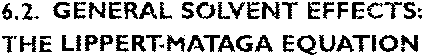 6.2. GENERAL SOLVENT EFFECTS:
THE LIPPERT-MATAGA EQUATION